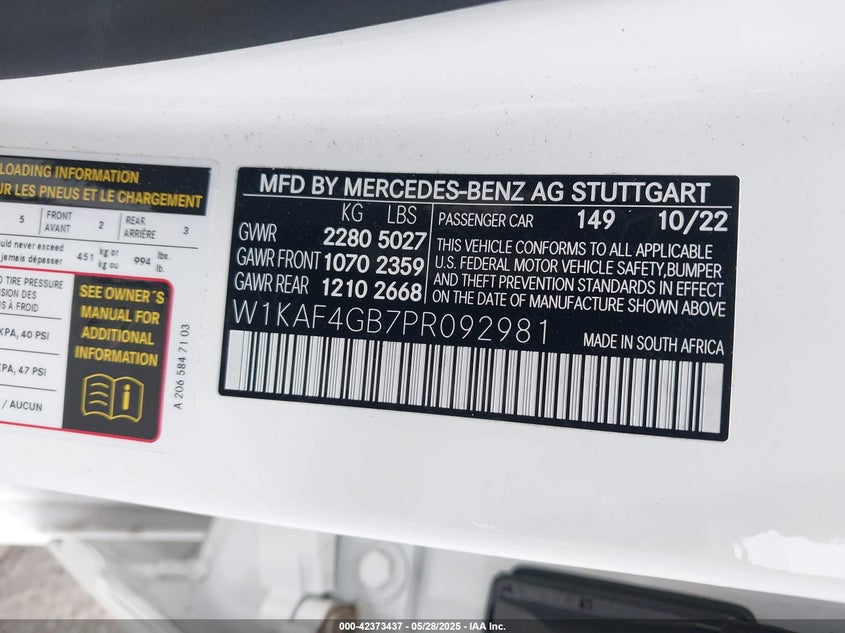 LOADING INFORMATION
UR LES PNEUS ET LE CHARGEMENT
5 FRONT AVANT 2 REAR ARRIÈRE 3
ould never exceed
jamais dépasser 451 kg or kg ou 994 lbs. lb.
D TIRE PRESSURE
RESSION DES
S À FROID
KPA, 40 PSI
KPA, 47 PSI
/ AUCUN
SEE OWNER'S
MANUAL FOR
ADDITIONAL
INFORMATION
A 206 584 71 03
MFD BY MERCEDES-BENZ AG STUTTGART
KG LBS
GVWR 2280 5027
GAWR FRONT 1070 2359
GAWR REAR 1210 2668
PASSENGER CAR 149 10/22
THIS VEHICLE CONFORMS TO ALL APPLICABLE
U.S. FEDERAL MOTOR VEHICLE SAFETY,BUMPER
AND THEFT PREVENTION STANDARDS IN EFFECT
ON THE DATE OF MANUFACTURE SHOWN ABOVE.
W1KAF4GB7PR092981
MADE IN SOUTH AFRICA
000-42373437 - 05/28/2025 - IAAI Inc.